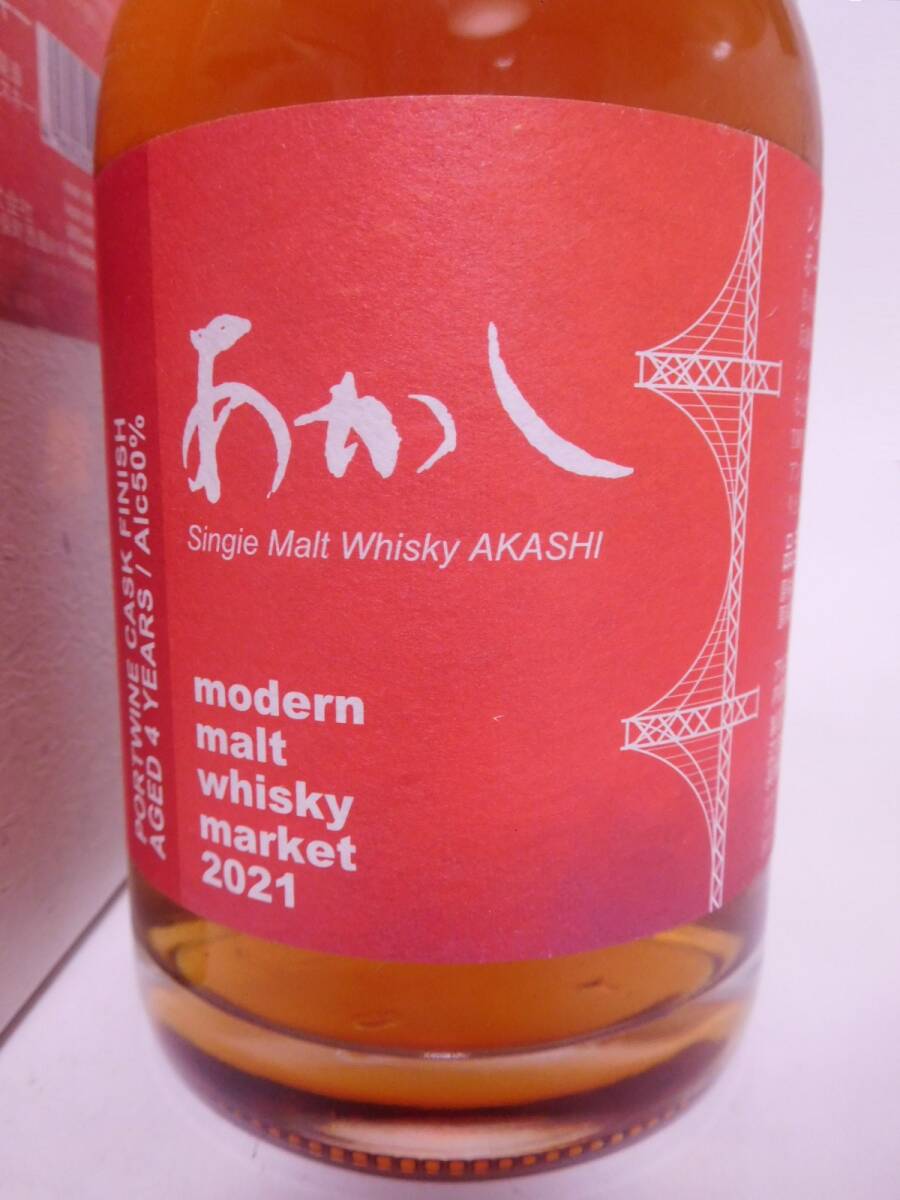 あかし
Singie Malt Whisky AKASHI
modern
malt
whisky
market
2021
PORTWINE CASK FINISH
AGED 4 YEARS / Alc50%